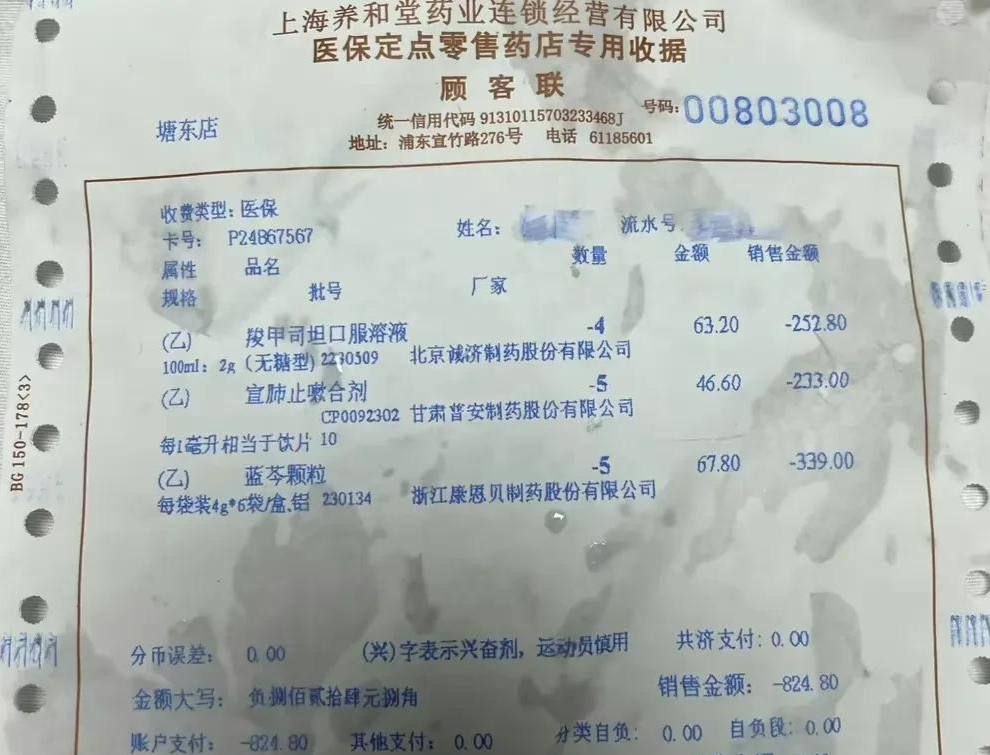 上海养和堂药业连锁经营有限公司
医保定点零售药店专用收据
顾客联
号码:00803008
塘东店
统一信用代码 91310115703233468J
地址: 浦东宣竹路276号 电话 61185601
收费类型: 医保
卡号: P24867567 姓名: 流水号
属性 品名 数量 金额 销售金额
规格 批号 厂家
(乙) 羧甲司坦口服溶液 -4 63.20 -252.80
100ml: 2g (无糖型) 2230509 北京诚济制药股份有限公司
(乙) 宣肺止嗽合剂 -5 46.60 -233.00
CP0092302 甘肃普安制药股份有限公司
每1毫升相当于饮片 10
(乙) 蓝芩颗粒 -5 67.80 -339.00
每袋装4g*6袋/盒、铝 230134 浙江康恩贝制药股份有限公司
分币误差: 0.00 (兴)字表示兴奋剂, 运动员慎用 共济支付: 0.00
金额大写: 负捌佰贰拾肆元捌角 销售金额: -824.80
账户支付: -824.80 其他支付: 0.00 分类自负: 0.00 自负段: 0.00
BG150-178<3>